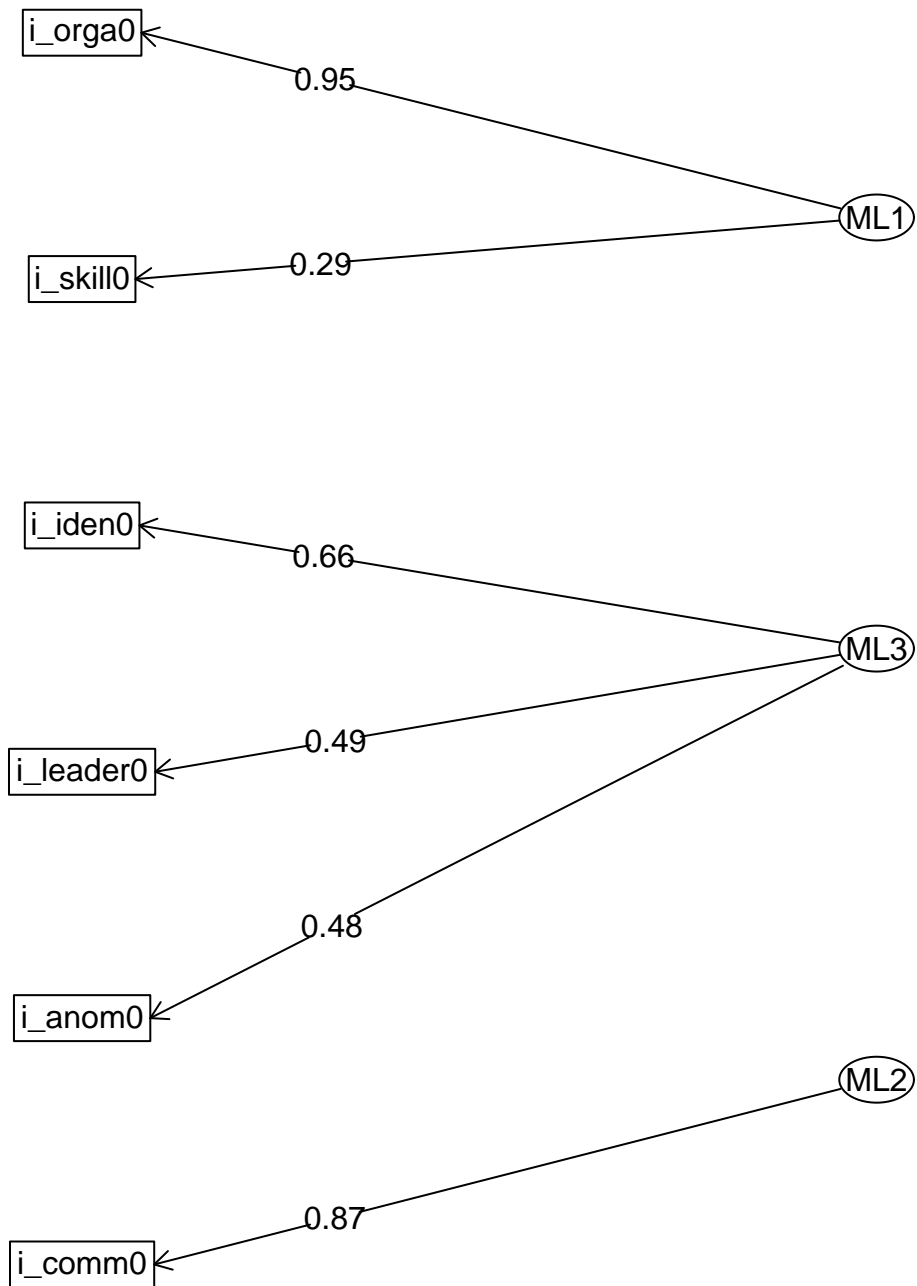 i_orga0
0.95
ML1
0.29
i_skill0
i_iden0
0.66
ML3
0.49
i_leader0
0.48
i_anom0
ML2
0.87
i_comm0